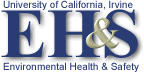 University of California, Irvine
EH&S
Environmental Health & Safety